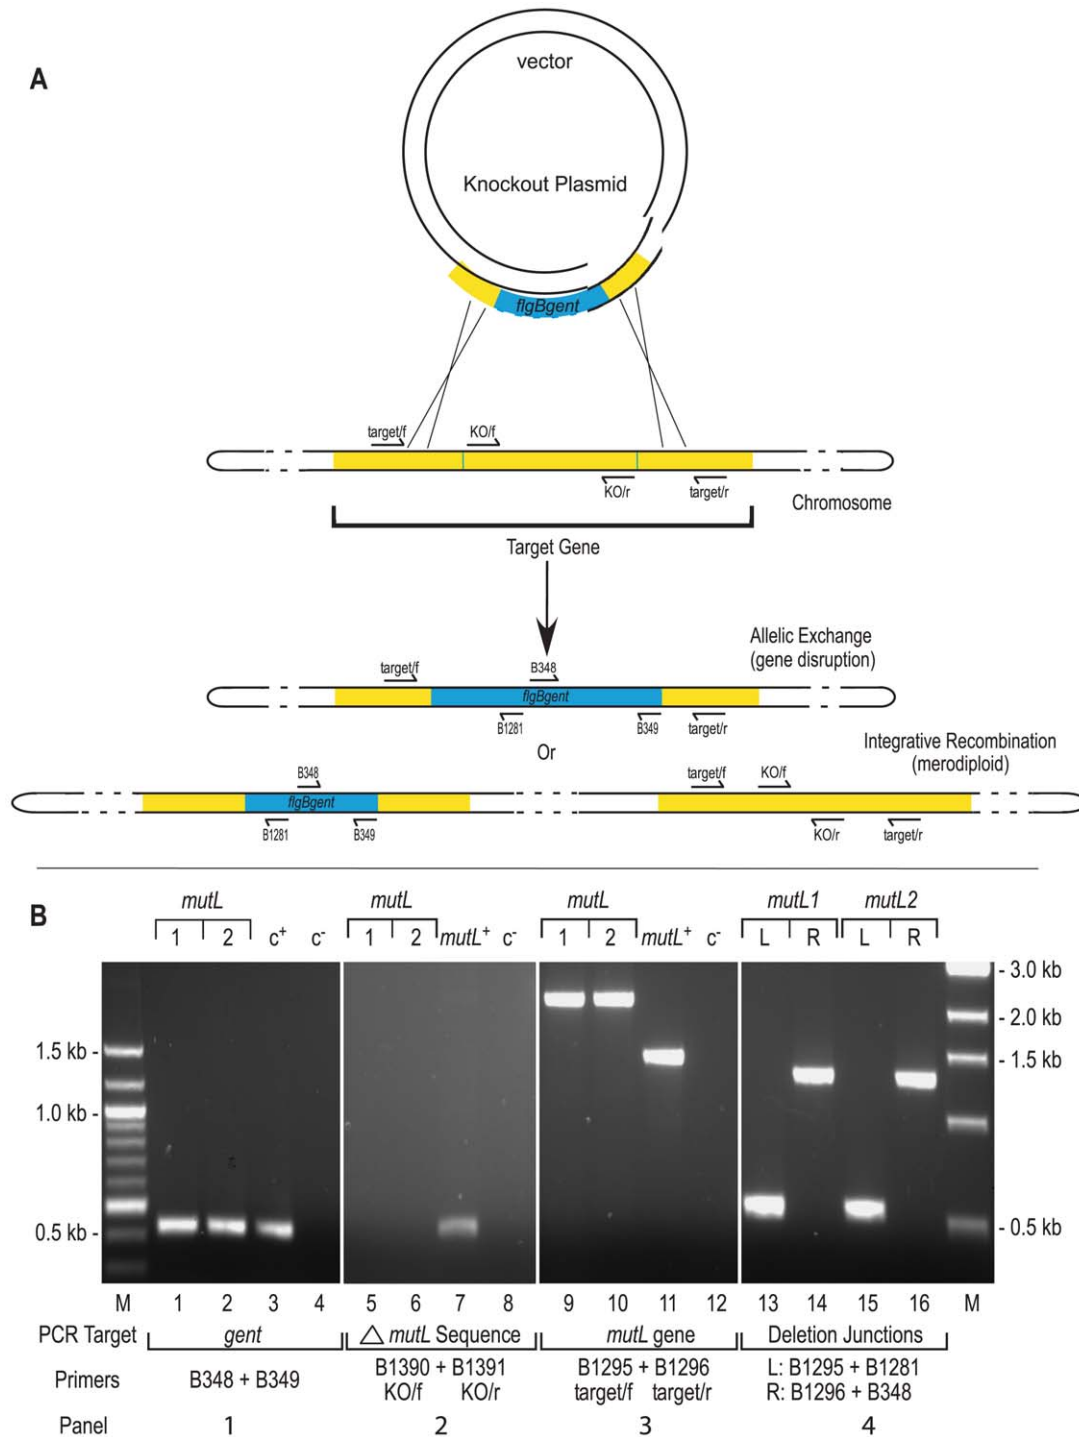 A
vector
Knockout Plasmid
flgBgent
target/f
KO/f
KO/r
target/r
Chromosome
Target Gene
Allelic Exchange
(gene disruption)
target/f
B348
flgBgent
B1281
B349
target/r
Or
Integrative Recombination
(merodiploid)
B348
target/f
KO/f
flgBgent
B1281
B349
KO/r
target/r
B
mutL mutL mutL mutL1 mutL2
1 2 c+ c- 1 2 mutL+ c- 1 2 mutL+ c- L R L R
- 3.0 kb
- 2.0 kb
1.5 kb - - 1.5 kb
1.0 kb -
0.5 kb - - 0.5 kb
M 1 2 3 4 5 6 7 8 9 10 11 12 13 14 15 16 M
PCR Target gent △ mutL Sequence mutL gene Deletion Junctions
Primers B348 + B349 B1390 + B1391 B1295 + B1296 L: B1295 + B1281
KO/f KO/r target/f target/r R: B1296 + B348
Panel 1 2 3 4